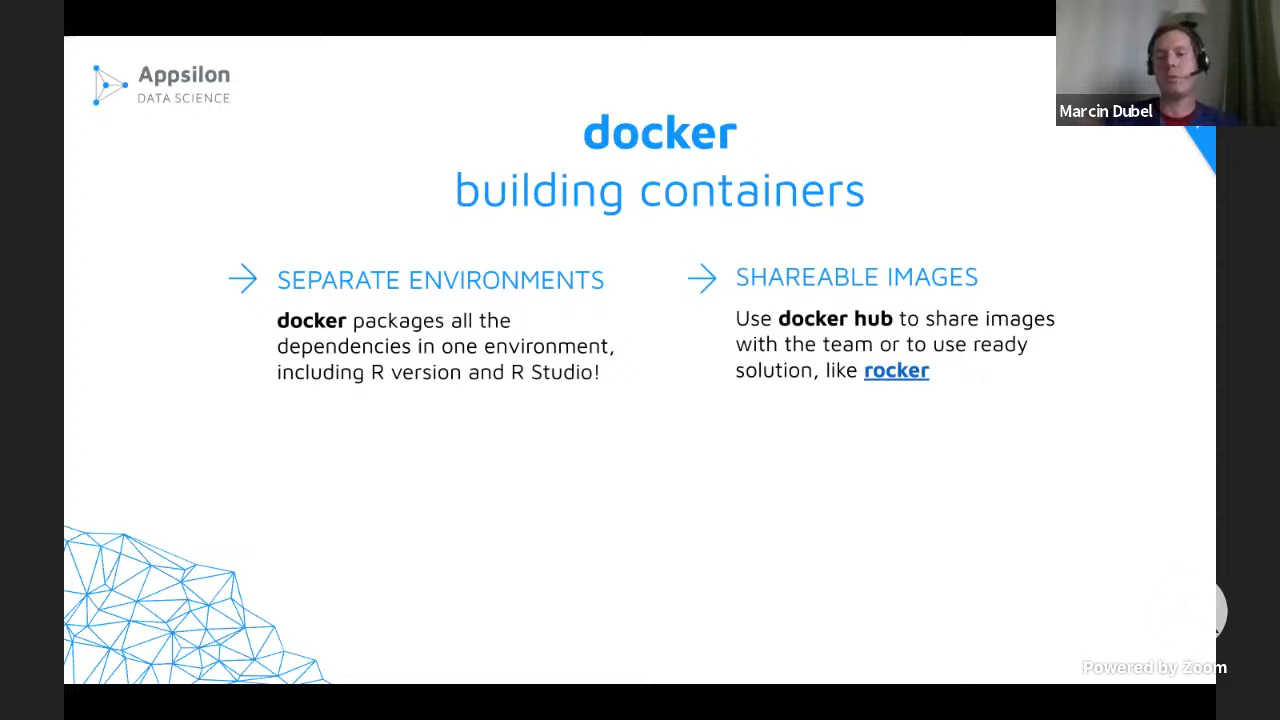 Appsilon
DATA SCIENCE
Marcin Dubel
docker
building containers
SEPARATE ENVIRONMENTS
docker packages all the
dependencies in one environment,
including R version and R Studio!
SHAREABLE IMAGES
Use docker hub to share images
with the team or to use ready
solution, like rocker
Powered by Zoom